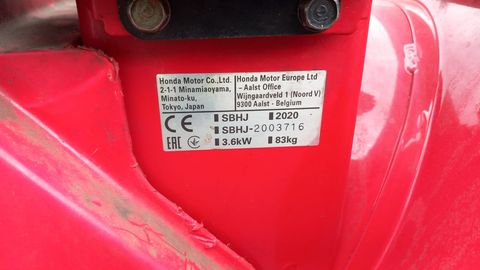 Honda Motor Co.,Ltd.
2-1-1 Minamiaoyama,
Minato-ku,
Tokyo, Japan
Honda Motor Europe Ltd
- Aalst Office
Wijngaardveld 1 (Noord V)
9300 Aalst - Belgium
CE SBHJ 2020
SBHJ-2003716
EAC 3.6kW 83kg